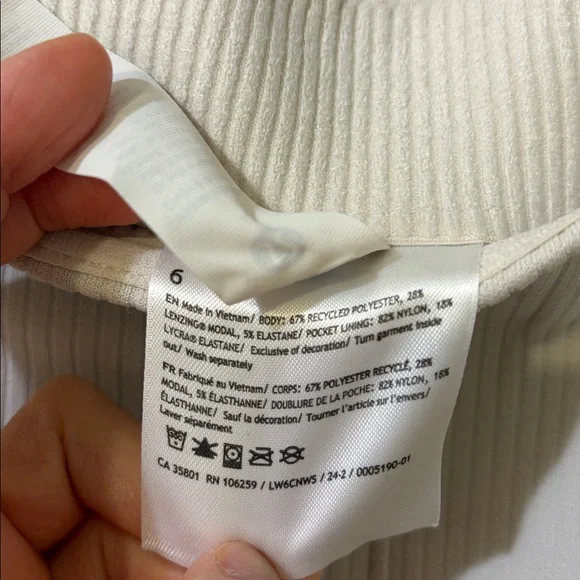 6
EN Made in Vietnam/ BODY: 67% RECYCLED POLYESTER, 28%
LENZING® MODAL, 5% ELASTANE/ POCKET LINING: 82% NYLON, 18%
LYCRA® ELASTANE/ Exclusive of decoration/ Turn garment inside
out/ Wash separately
FR Fabriqué au Vietnam/ CORPS: 67% POLYESTER RECYCLÉ, 28%
MODAL, 5% ÉLASTHANNE/ DOUBLURE DE LA POCHE: 82% NYLON, 18%
ÉLASTHANNE/ Sauf la décoration/ Tourner l'article sur l'envers/
Laver séparément
CA 35801 RN 106259 / LW6CNWS / 24-2 / 0005190-01